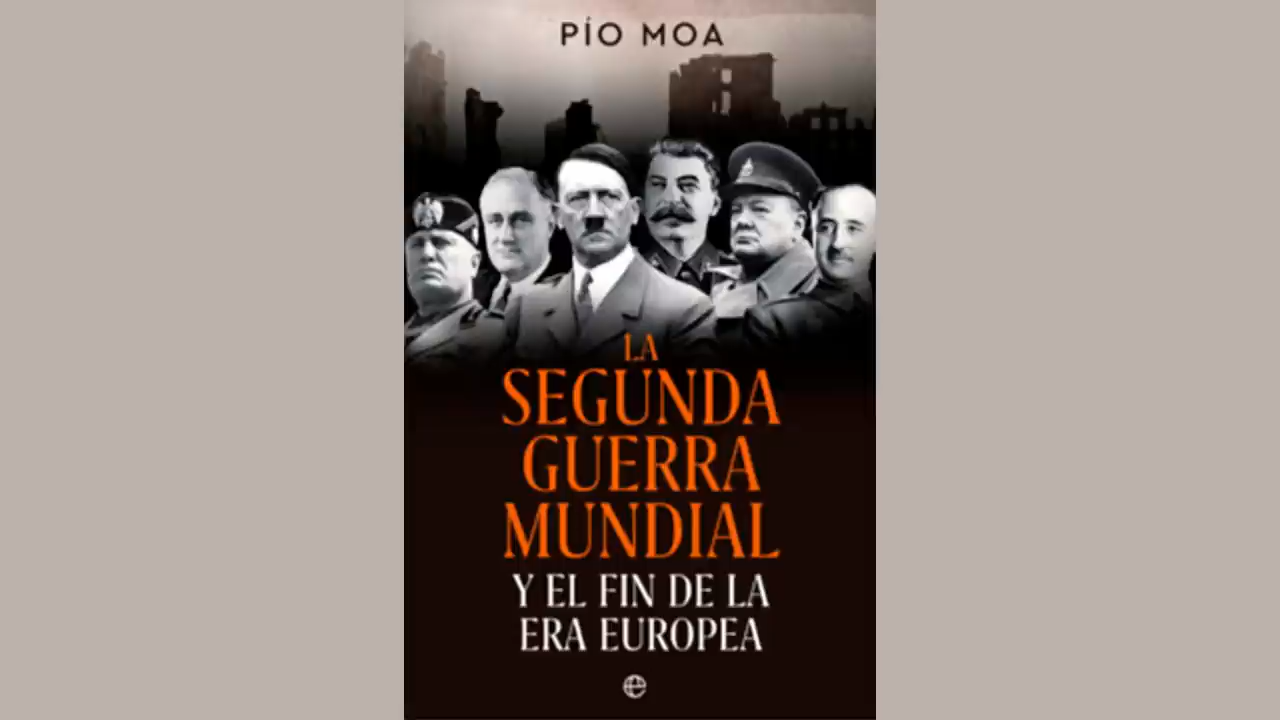 PÍO MOA
LA
SEGUNDA
GUERRA
MUNDIAL
Y EL FIN DE LA
ERA EUROPEA